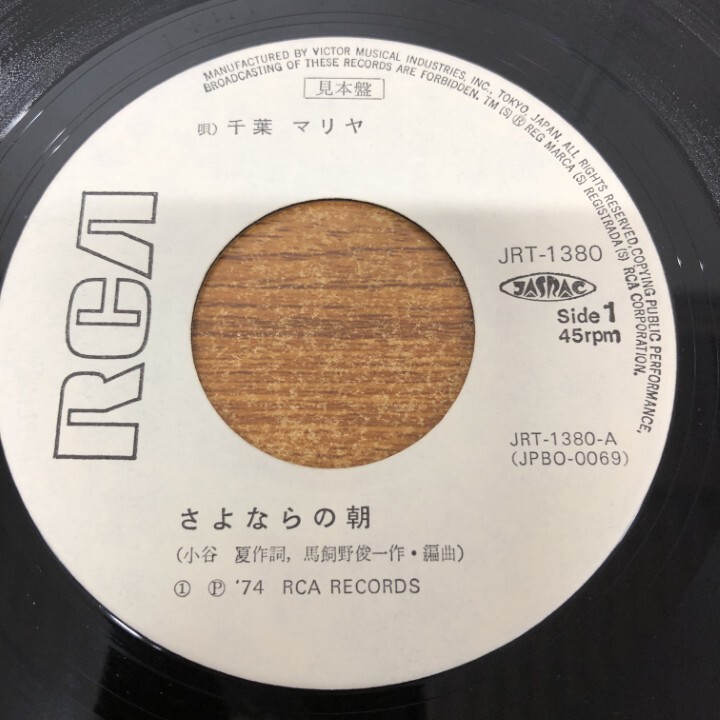 MANUFACTURED BY VICTOR MUSICAL INDUSTRIES, INC., TOKYO, JAPAN. ALL RIGHTS RESERVED, COPYING, PUBLIC PERFORMANCE,
BROADCASTING OF THESE RECORDS ARE FORBIDDEN. TM (S) ® REG MARCA (S) REGISTRADA (S) RCA CORPORATION.
見本盤
唄) 千葉 マリヤ
RCA
JRT-1380
JASRAC
Side 1
45rpm
JRT-1380-A
(JPBO-0069)
さよならの朝
(小谷 夏作詞, 馬飼野俊一作・編曲)
① ℗ '74 RCA RECORDS